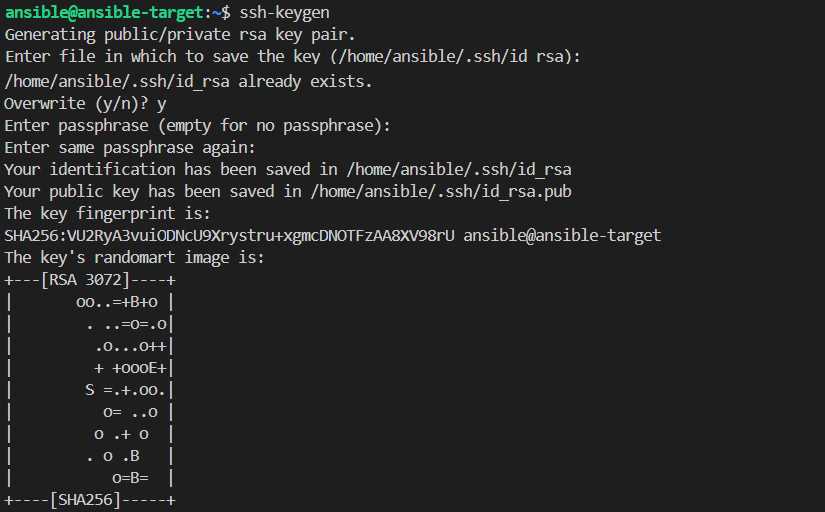 ansible@ansible-target:~$ ssh-keygen
Generating public/private rsa key pair.
Enter file in which to save the key (/home/ansible/.ssh/id rsa):
/home/ansible/.ssh/id_rsa already exists.
Overwrite (y/n)? y
Enter passphrase (empty for no passphrase):
Enter same passphrase again:
Your identification has been saved in /home/ansible/.ssh/id_rsa
Your public key has been saved in /home/ansible/.ssh/id_rsa.pub
The key fingerprint is:
SHA256:VU2RyA3vuiODNcU9Xrystru+xgmcDNOTFzAA8XV98rU ansible@ansible-target
The key's randomart image is:
+---[RSA 3072]----+
|       oo..=+B+o |
|        . ..=o=.o|
|         .o...o++|
|         + +oooE+|
|        S =.+.oo.|
|          o= ..o |
|         o .+ o  |
|        . o .B   |
|           o=B=  |
+----[SHA256]-----+